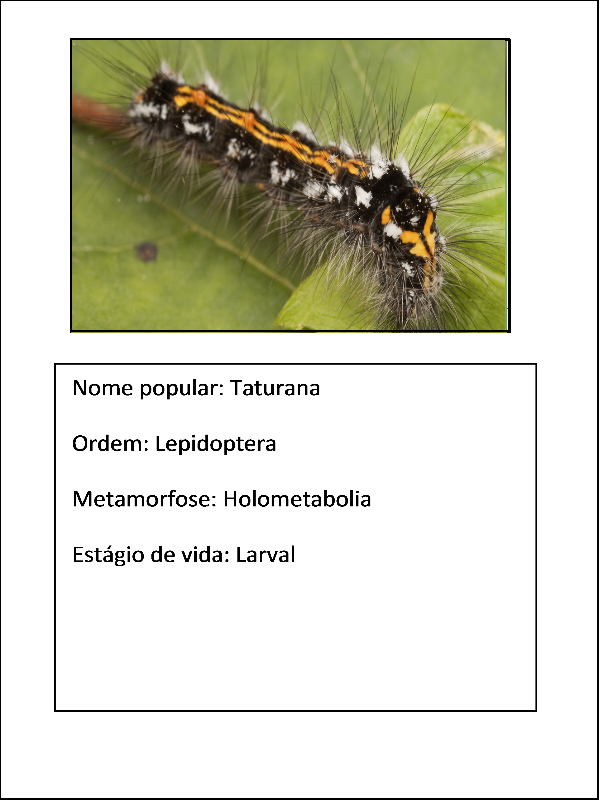 Nome popular: Taturana
Ordem: Lepidoptera
Metamorfose: Holometabolia
Estágio de vida: Larval